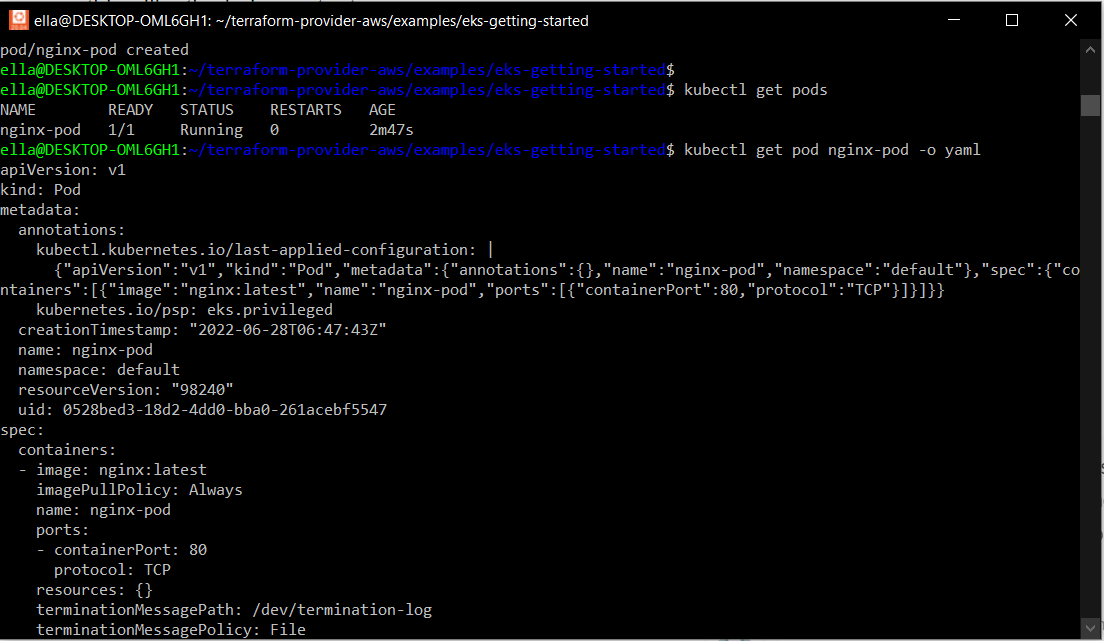 ella@DESKTOP-OML6GH1: ~/terraform-provider-aws/examples/eks-getting-started
pod/nginx-pod created
ella@DESKTOP-OML6GH1:~/terraform-provider-aws/examples/eks-getting-started$
ella@DESKTOP-OML6GH1:~/terraform-provider-aws/examples/eks-getting-started$ kubectl get pods
NAME        READY   STATUS    RESTARTS   AGE
nginx-pod   1/1     Running   0          2m47s
ella@DESKTOP-OML6GH1:~/terraform-provider-aws/examples/eks-getting-started$ kubectl get pod nginx-pod -o yaml
apiVersion: v1
kind: Pod
metadata:
  annotations:
    kubectl.kubernetes.io/last-applied-configuration: |
      {"apiVersion":"v1","kind":"Pod","metadata":{"annotations":{},"name":"nginx-pod","namespace":"default"},"spec":{"co
ntainers":[{"image":"nginx:latest","name":"nginx-pod","ports":[{"containerPort":80,"protocol":"TCP"}]}]}}
    kubernetes.io/psp: eks.privileged
  creationTimestamp: "2022-06-28T06:47:43Z"
  name: nginx-pod
  namespace: default
  resourceVersion: "98240"
  uid: 0528bed3-18d2-4dd0-bba0-261acebf5547
spec:
  containers:
  - image: nginx:latest
    imagePullPolicy: Always
    name: nginx-pod
    ports:
    - containerPort: 80
      protocol: TCP
    resources: {}
    terminationMessagePath: /dev/termination-log
    terminationMessagePolicy: File